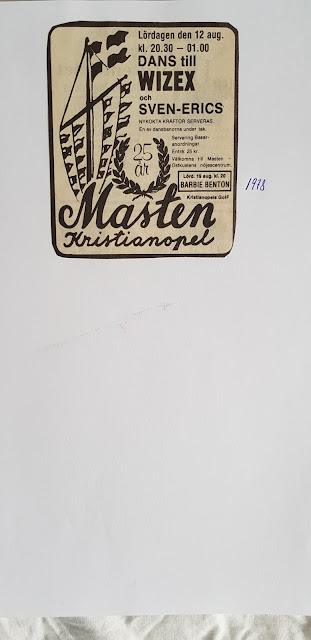 Lördagen den 12 aug.
kl. 20.30 – 01.00
DANS till
WIZEX
och
SVEN-ERICS
NYKOKTA KRÄFTOR SERVERAS.
En av dansbanorna under tak.
Servering Basar-
anordningar
Entré: 25 kr.
Välkomna till Masten –
Ostkustens nöjescentrum.
25
år
Lörd. 19 aug. kl. 20
BARBIE BENTON
Kristianopels GoIF
Masten
Kristianopel
1978